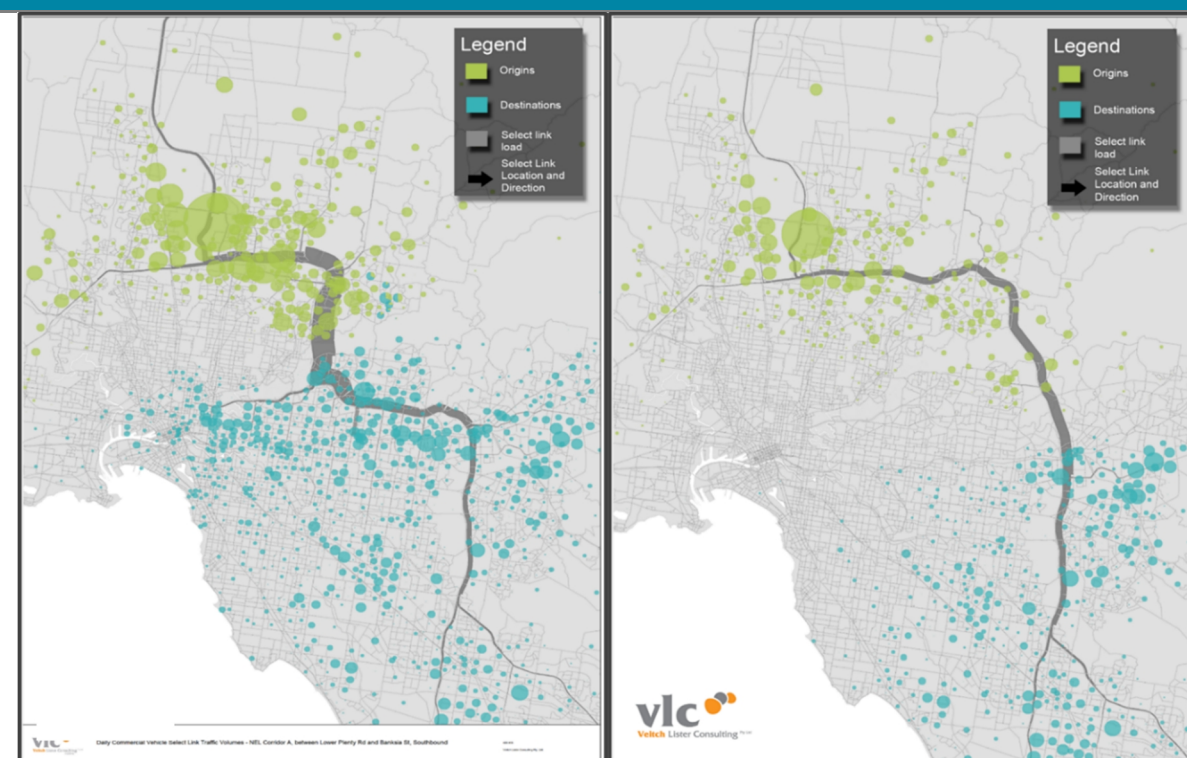 Legend
Origins
Destinations
Select link
load
Select Link
Location and
Direction
Legend
Origins
Destinations
Select link
load
Select Link
Location and
Direction
Daily Commercial Vehicle Select Link Traffic Volumes - NEL Corridor A, between Lower Plenty Rd and Banksia St, Southbound
vlc
Veitch Lister Consulting Pty Ltd